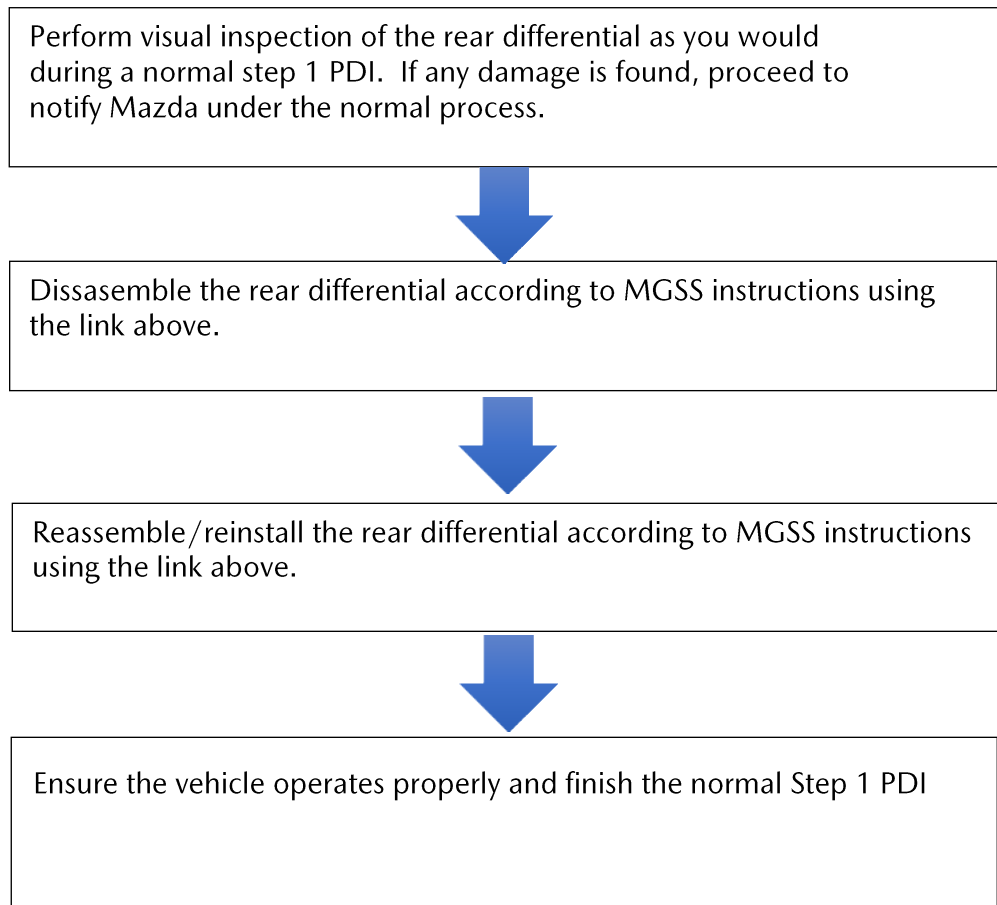 Perform visual inspection of the rear differential as you would
during a normal step 1 PDI.  If any damage is found, proceed to
notify Mazda under the normal process.
Dissasemble the rear differential according to MGSS instructions using
the link above.
Reassemble/reinstall the rear differential according to MGSS instructions
using the link above.
Ensure the vehicle operates properly and finish the normal Step 1 PDI